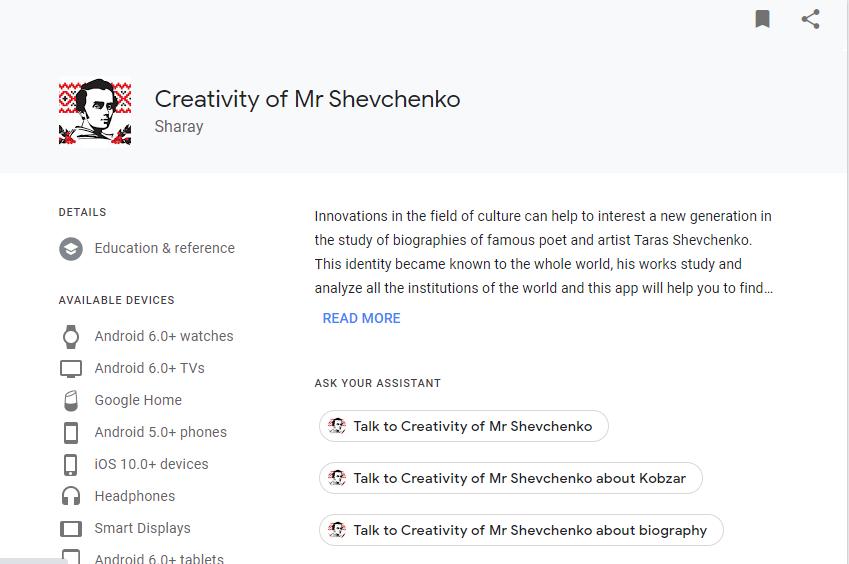 Creativity of Mr Shevchenko
Sharay
DETAILS
Education & reference
AVAILABLE DEVICES
Android 6.0+ watches
Android 6.0+ TVs
Google Home
Android 5.0+ phones
iOS 10.0+ devices
Headphones
Smart Displays
Android 6.0+ tablets
Innovations in the field of culture can help to interest a new generation in
the study of biographies of famous poet and artist Taras Shevchenko.
This identity became known to the whole world, his works study and
analyze all the institutions of the world and this app will help you to find...
READ MORE
ASK YOUR ASSISTANT
Talk to Creativity of Mr Shevchenko
Talk to Creativity of Mr Shevchenko about Kobzar
Talk to Creativity of Mr Shevchenko about biography